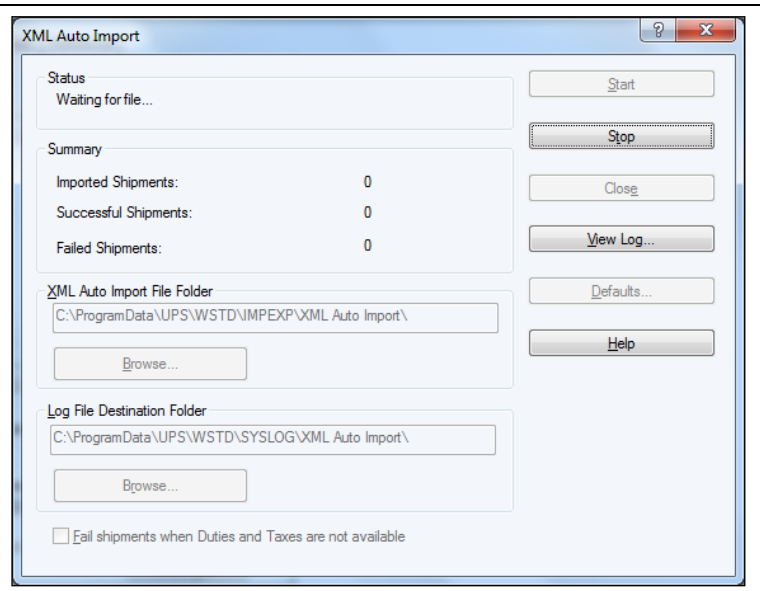 XML Auto Import
?
X
Status
Waiting for file...
Start
Stop
Summary
Imported Shipments: 0
Close
Successful Shipments: 0
View Log...
Failed Shipments: 0
XML Auto Import File Folder
Defaults...
C:\ProgramData\UPS\WSTD\IMPEXP\XML Auto Import\
Help
Browse...
Log File Destination Folder
C:\ProgramData\UPS\WSTD\SYSLOG\XML Auto Import\
Browse...
Fail shipments when Duties and Taxes are not available